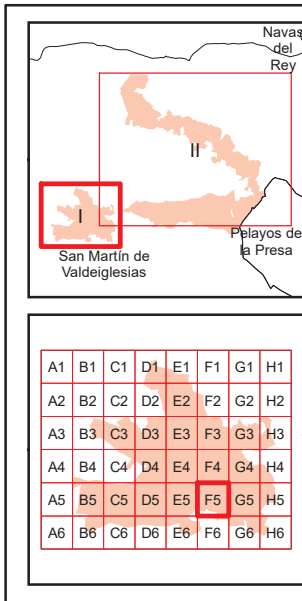 Navas
del
Rey
II
I
Pelayos de
la Presa
San Martín de
Valdeiglesias
A1 B1 C1 D1 E1 F1 G1 H1
A2 B2 C2 D2 E2 F2 G2 H2
A3 B3 C3 D3 E3 F3 G3 H3
A4 B4 C4 D4 E4 F4 G4 H4
A5 B5 C5 D5 E5 F5 G5 H5
A6 B6 C6 D6 E6 F6 G6 H6